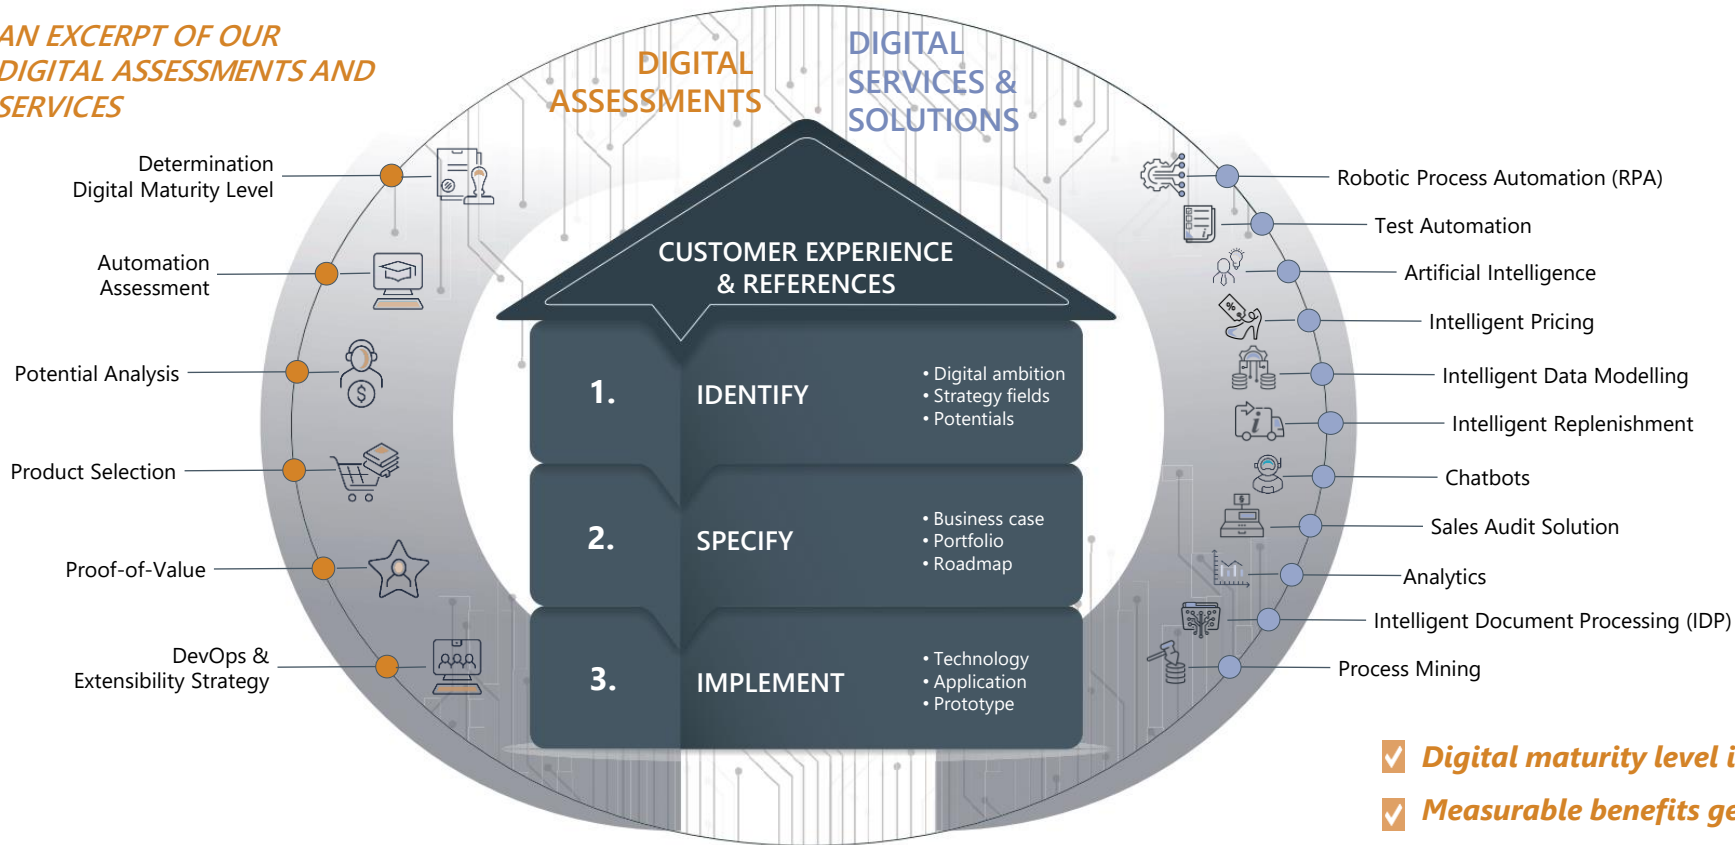 AN EXCERPT OF OUR
DIGITAL ASSESSMENTS AND
SERVICES
DIGITAL
ASSESSMENTS
DIGITAL
SERVICES &
SOLUTIONS
Determination
Digital Maturity Level
Automation
Assessment
Potential Analysis
Product Selection
Proof-of-Value
DevOps &
Extensibility Strategy
CUSTOMER EXPERIENCE
& REFERENCES
1.
IDENTIFY
• Digital ambition
• Strategy fields
• Potentials
2.
SPECIFY
• Business case
• Portfolio
• Roadmap
3.
IMPLEMENT
• Technology
• Application
• Prototype
Robotic Process Automation (RPA)
Test Automation
Artificial Intelligence
Intelligent Pricing
Intelligent Data Modelling
Intelligent Replenishment
Chatbots
Sales Audit Solution
Analytics
Intelligent Document Processing (IDP)
Process Mining
Digital maturity level i
Measurable benefits ge